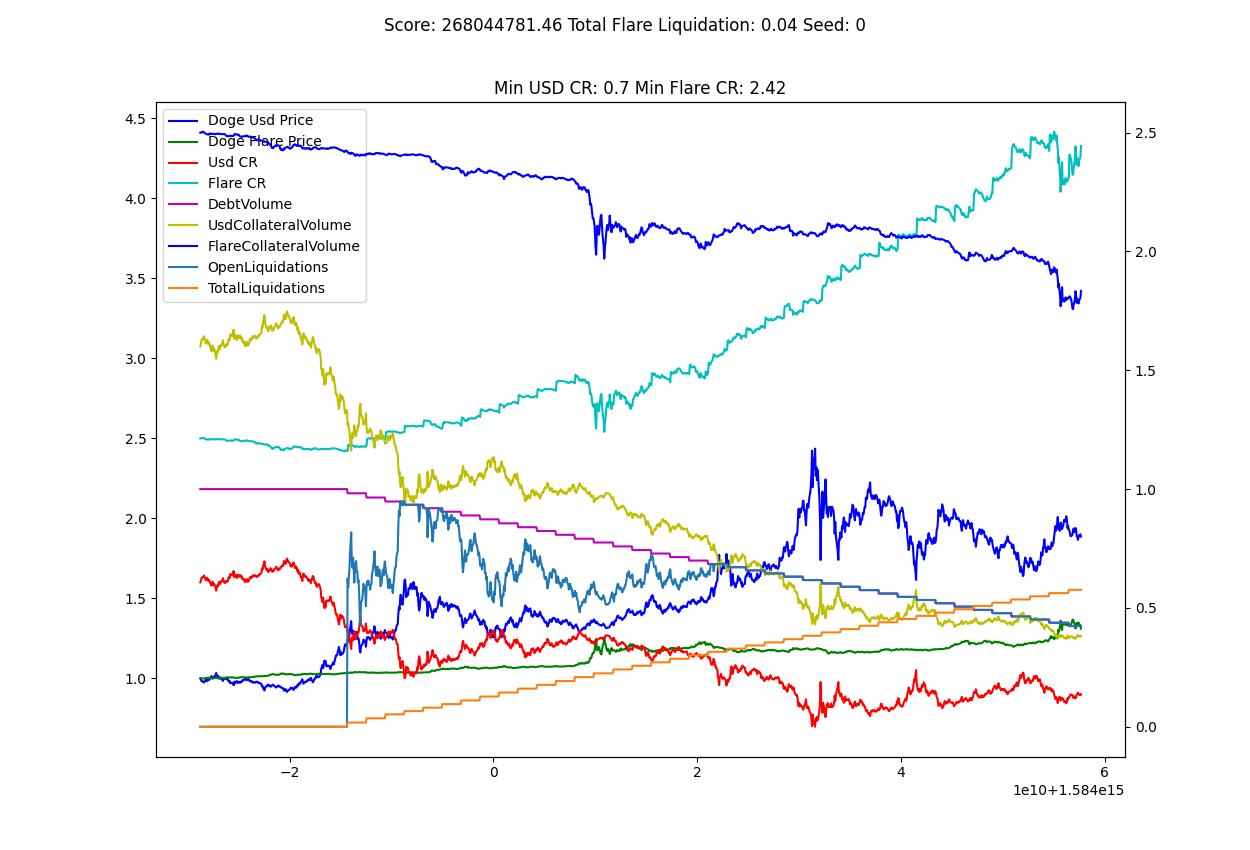 Score: 268044781.46 Total Flare Liquidation: 0.04 Seed: 0
Min USD CR: 0.7 Min Flare CR: 2.42
Doge Usd Price
Doge Flare Price
Usd CR
Flare CR
DebtVolume
UsdCollateralVolume
FlareCollateralVolume
OpenLiquidations
TotalLiquidations
4.5
4.0
3.5
3.0
2.5
2.0
1.5
1.0
2.5
2.0
1.5
1.0
0.5
0.0
−2
0
2
4
6
1e10+1.584e15